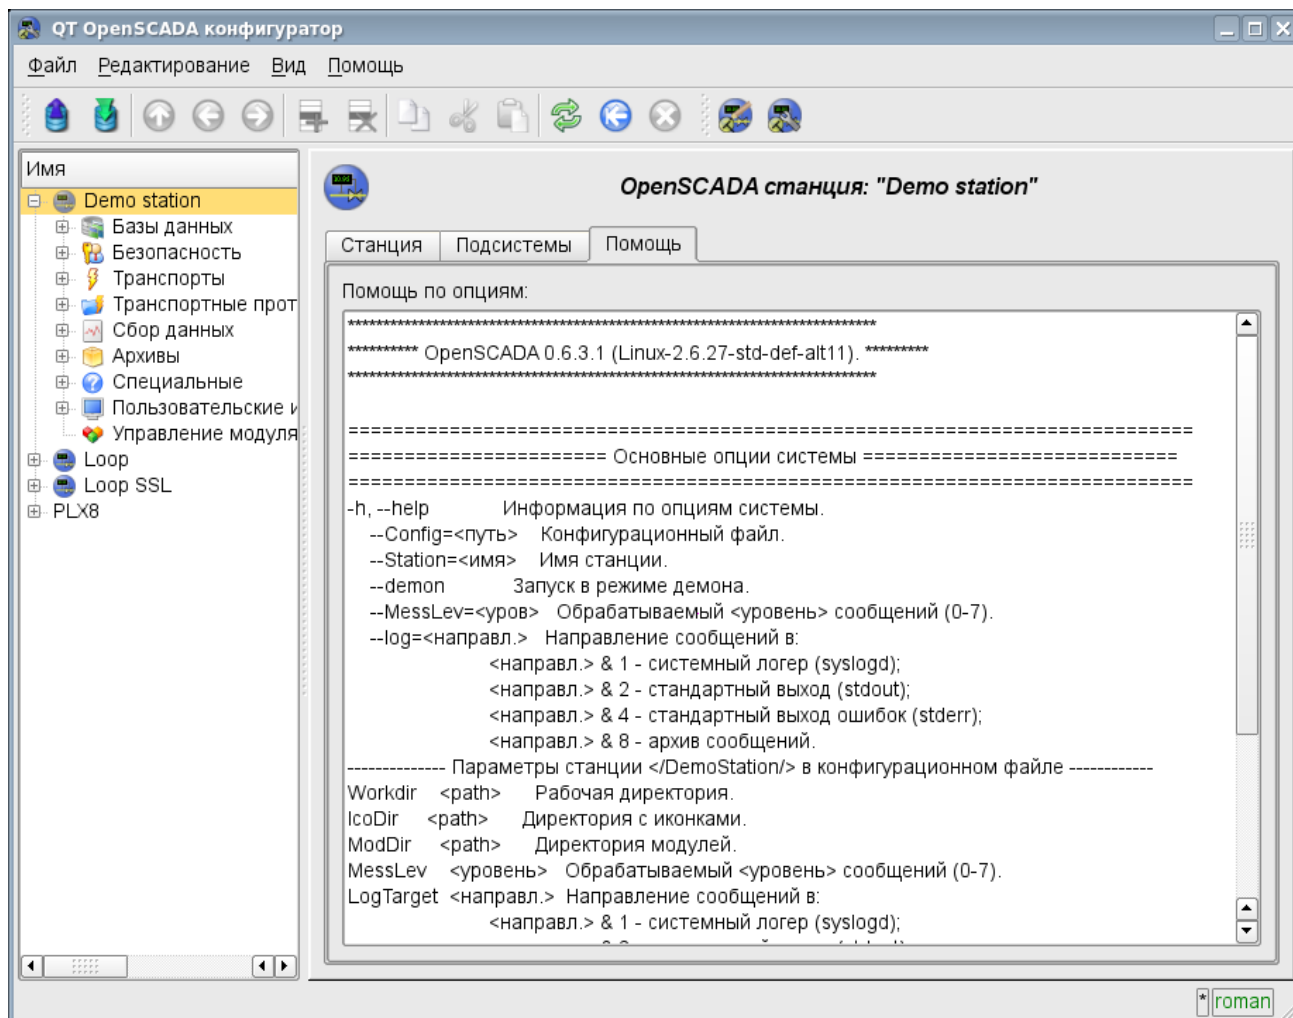 QT OpenSCADA конфигуратор
Файл Редактирование Вид Помощь
Имя
Demo station
Базы данных
Безопасность
Транспорты
Транспортные прот
Сбор данных
Архивы
Специальные
Пользовательские и
Управление модуля
Loop
Loop SSL
PLX8
OpenSCADA станция: "Demo station"
Станция Подсистемы Помощь
Помощь по опциям:
***************************************************************************
********** OpenSCADA 0.6.3.1 (Linux-2.6.27-std-def-alt11). *********
***************************************************************************
===========================================================================
======================= Основные опции системы ============================
===========================================================================
-h, --help Информация по опциям системы.
--Config=<путь> Конфигурационный файл.
--Station=<имя> Имя станции.
--demon Запуск в режиме демона.
--MessLev=<уров> Обрабатываемый <уровень> сообщений (0-7).
--log=<направл.> Направление сообщений в:
<направл.> & 1 - системный логер (syslogd);
<направл.> & 2 - стандартный выход (stdout);
<направл.> & 4 - стандартный выход ошибок (stderr);
<направл.> & 8 - архив сообщений.
-------------- Параметры станции </DemoStation/> в конфигурационном файле ------------
Workdir <path> Рабочая директория.
IcoDir <path> Директория с иконками.
ModDir <path> Директория модулей.
MessLev <уровень> Обрабатываемый <уровень> сообщений (0-7).
LogTarget <направл.> Направление сообщений в:
<направл.> & 1 - системный логер (syslogd);
* roman